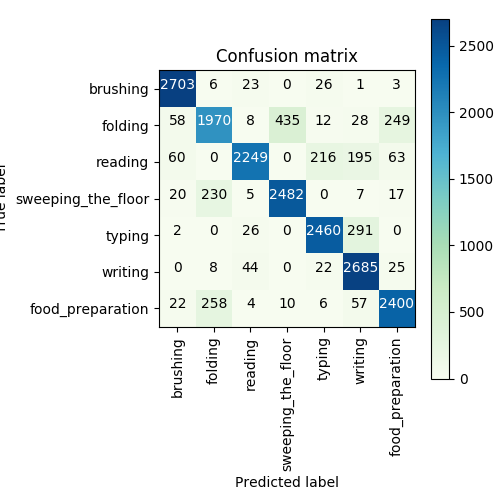 Confusion matrix
brushing 2703 6 23 0 26 1 3
folding 58 1970 8 435 12 28 249
reading 60 0 2249 0 216 195 63
sweeping_the_floor 20 230 5 2482 0 7 17
typing 2 0 26 0 2460 291 0
writing 0 8 44 0 22 2685 25
food_preparation 22 258 4 10 6 57 2400
brushing
folding
reading
sweeping_the_floor
typing
writing
food_preparation
Predicted label
True label
2500
2000
1500
1000
500
0